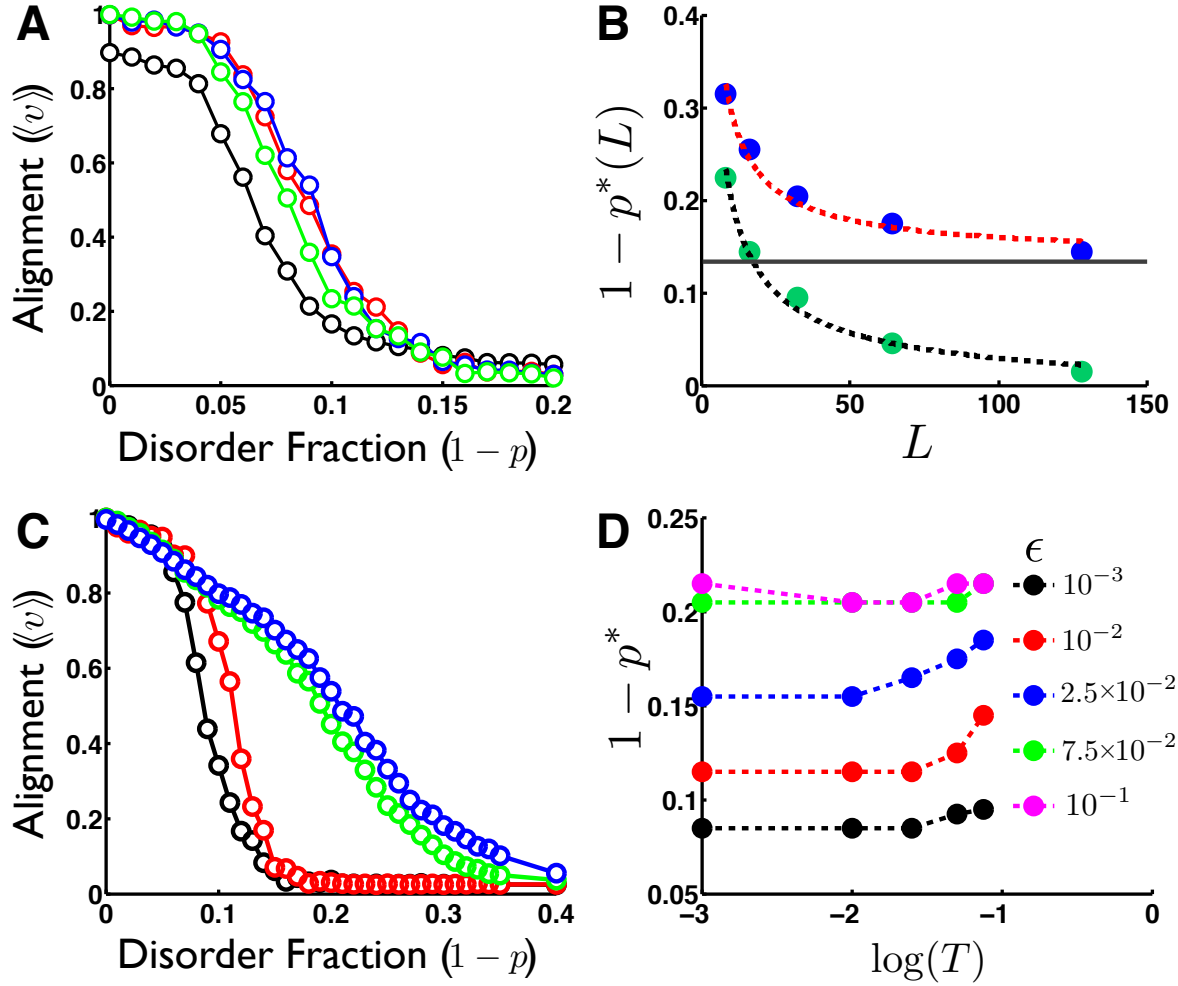 A
1
0.8
0.6
0.4
0.2
0
0 0.05 0.1 0.15 0.2
Alignment (⟨⟨v⟩⟩)
Disorder Fraction (1 − p)
B
0.4
0.3
0.2
0.1
0
0 50 100 150
1 − p*(L)
L
C
1
0.8
0.6
0.4
0.2
0
0 0.1 0.2 0.3 0.4
Alignment (⟨⟨v⟩⟩)
Disorder Fraction (1 − p)
D
0.25
0.2
0.15
0.1
0.05
−3 −2 −1 0
1 − p*
log(T)
ϵ
10⁻³
10⁻²
2.5×10⁻²
7.5×10⁻²
10⁻¹